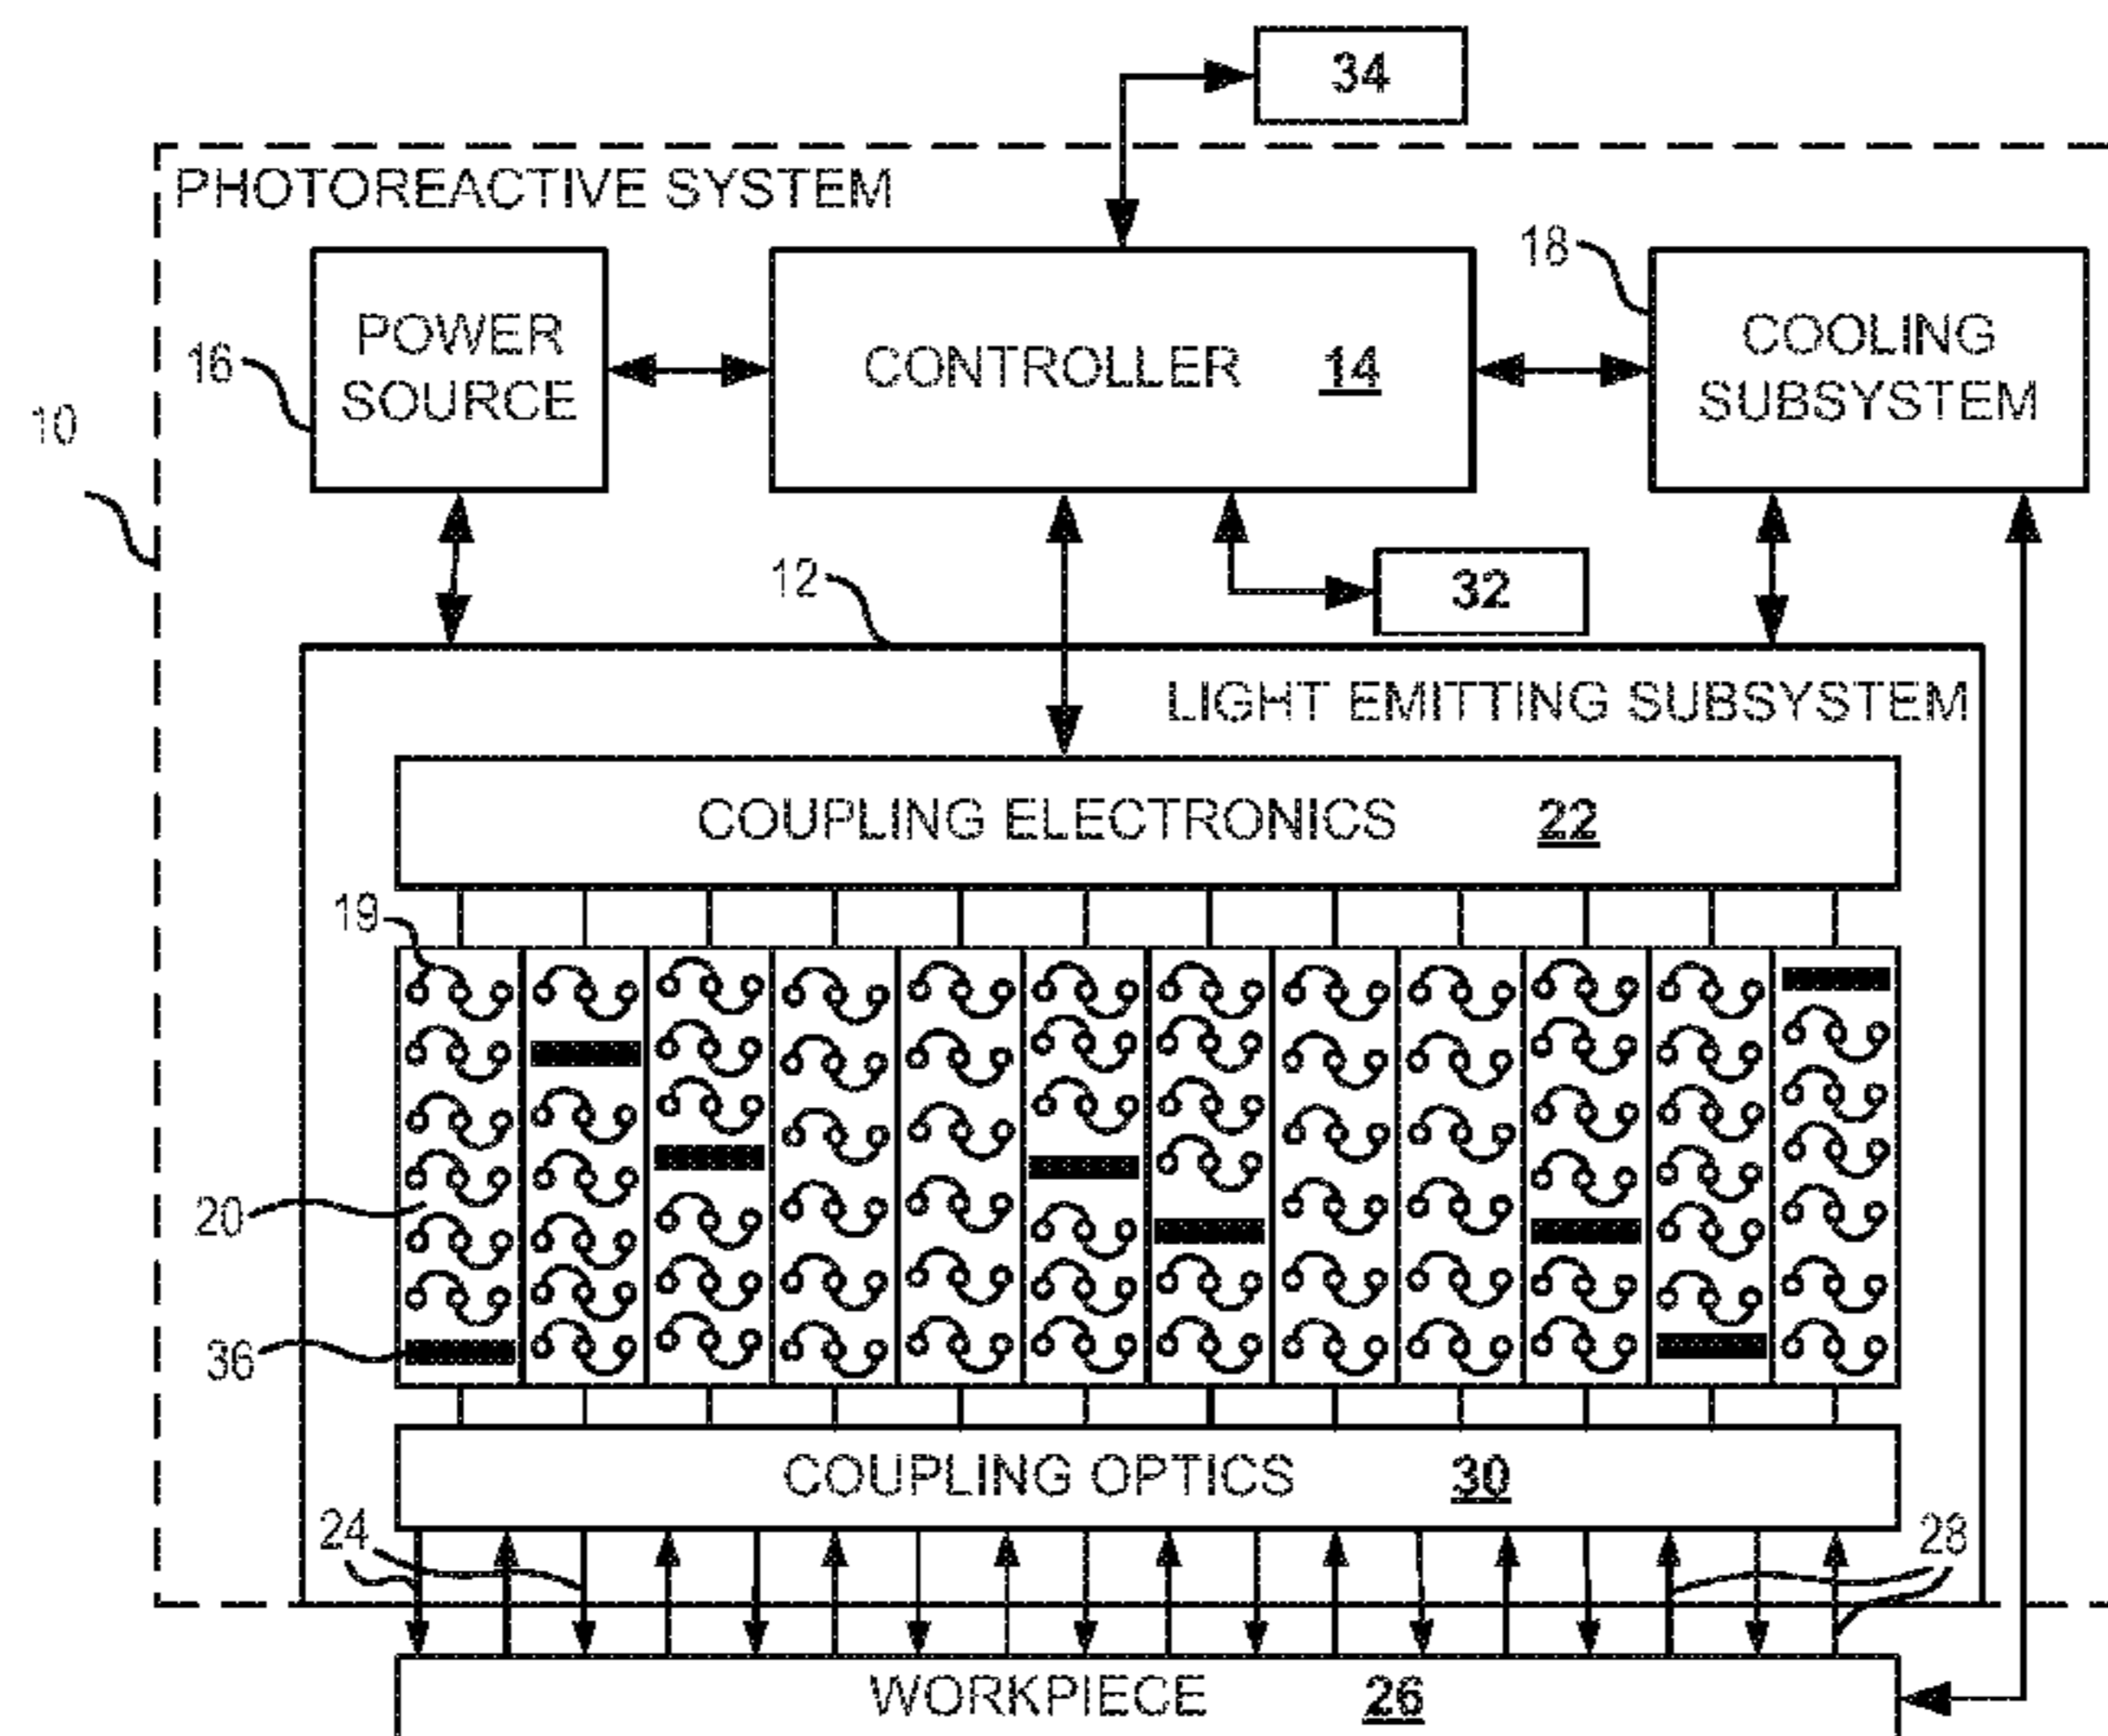 34
PHOTOREACTIVE SYSTEM
18
POWER
SOURCE
16
CONTROLLER 14
COOLING
SUBSYSTEM
10
12
32
LIGHT EMITTING SUBSYSTEM
COUPLING ELECTRONICS 22
19
20
36
COUPLING OPTICS 30
24
28
WORKPIECE 26